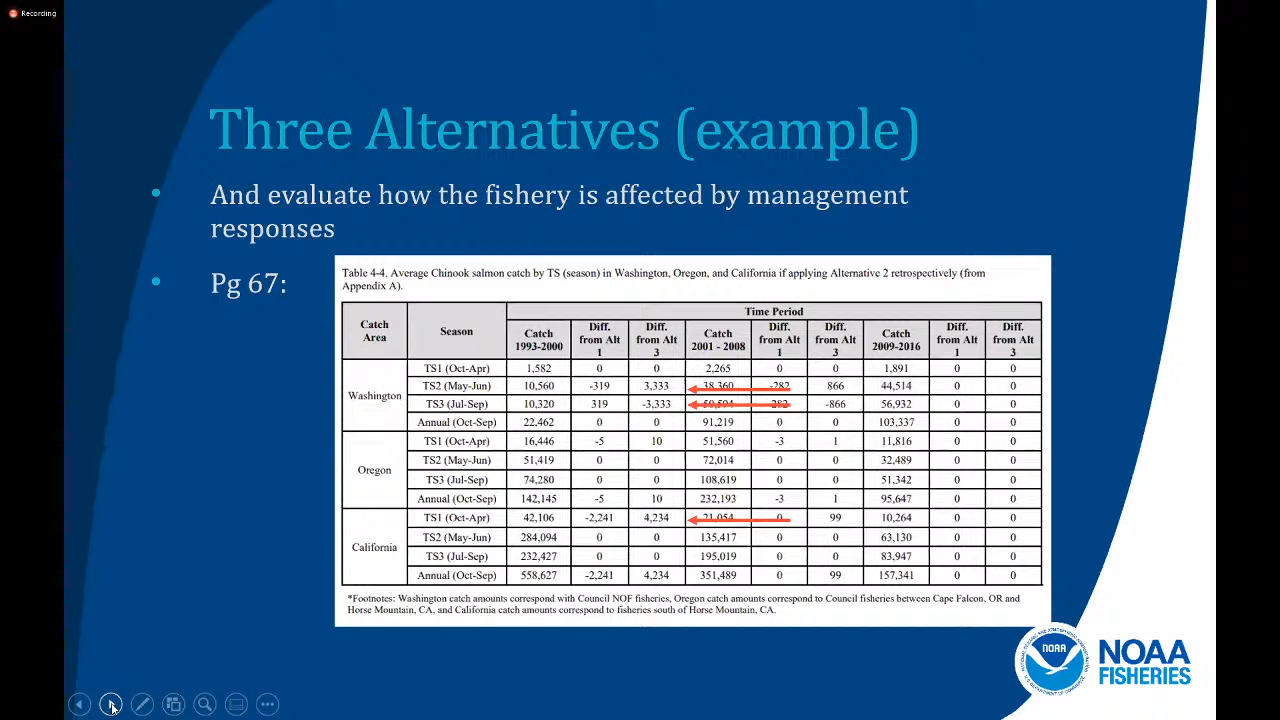 Recording
Three Alternatives (example)
• And evaluate how the fishery is affected by management
responses
• Pg 67:
Table 4-4. Average Chinook salmon catch by TS (season) in Washington, Oregon, and California if applying Alternative 2 retrospectively (from
Appendix A).
Catch Area Season Time Period
Catch 1993-2000 Diff. from Alt 1 Diff. from Alt 3 Catch 2001 - 2008 Diff. from Alt 1 Diff. from Alt 3 Catch 2009-2016 Diff. from Alt 1 Diff. from Alt 3
Washington TS1 (Oct-Apr) 1,582 0 0 2,265 0 0 1,891 0 0
TS2 (May-Jun) 10,560 -319 3,333 38,360 -282 866 44,514 0 0
TS3 (Jul-Sep) 10,320 319 -3,333 50,594 282 -866 56,932 0 0
Annual (Oct-Sep) 22,462 0 0 91,219 0 0 103,337 0 0
Oregon TS1 (Oct-Apr) 16,446 -5 10 51,560 -3 1 11,816 0 0
TS2 (May-Jun) 51,419 0 0 72,014 0 0 32,489 0 0
TS3 (Jul-Sep) 74,280 0 0 108,619 0 0 51,342 0 0
Annual (Oct-Sep) 142,145 -5 10 232,193 -3 1 95,647 0 0
California TS1 (Oct-Apr) 42,106 -2,241 4,234 21,054 0 99 10,264 0 0
TS2 (May-Jun) 284,094 0 0 135,417 0 0 63,130 0 0
TS3 (Jul-Sep) 232,427 0 0 195,019 0 0 83,947 0 0
Annual (Oct-Sep) 558,627 -2,241 4,234 351,489 0 99 157,341 0 0
*Footnotes: Washington catch amounts correspond with Council NOF fisheries, Oregon catch amounts correspond to Council fisheries between Cape Falcon, OR and
Horse Mountain, CA, and California catch amounts correspond to fisheries south of Horse Mountain, CA.
NOAA
NOAA
FISHERIES